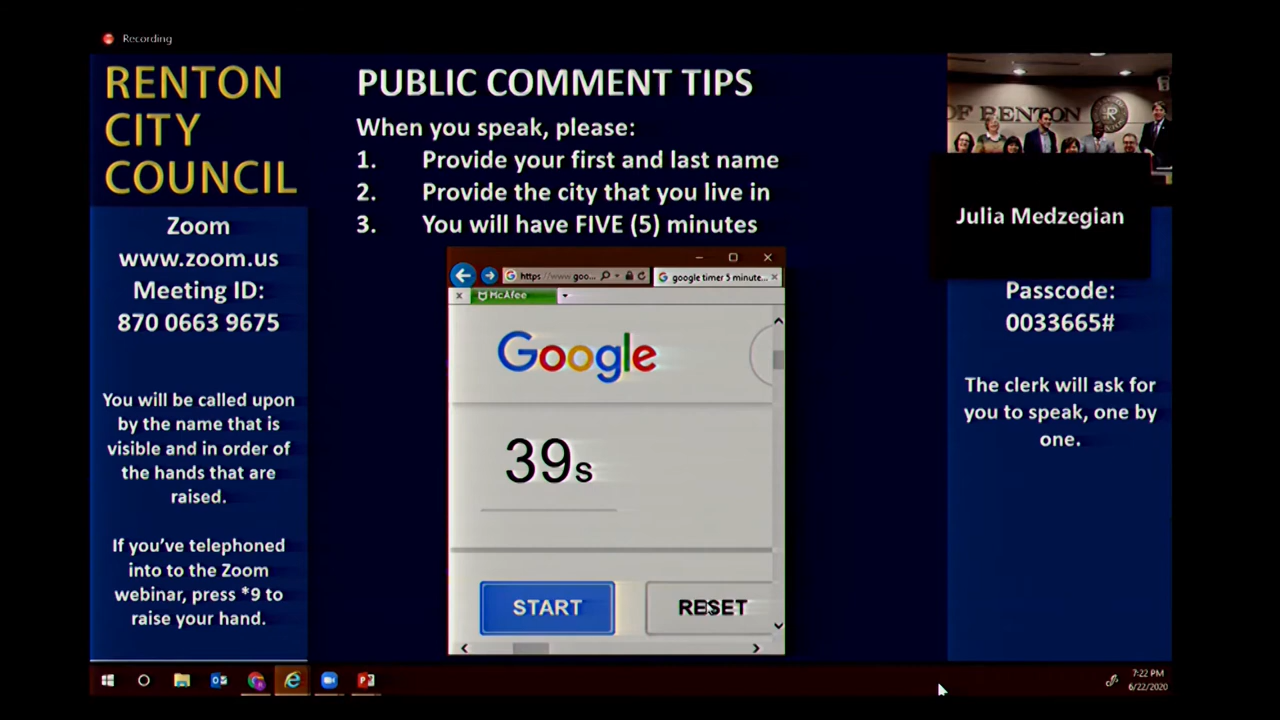 Recording
RENTON
CITY
COUNCIL
Zoom
www.zoom.us
Meeting ID:
870 0663 9675
You will be called upon
by the name that is
visible and in order of
the hands that are
raised.
If you've telephoned
into to the Zoom
webinar, press *9 to
raise your hand.
PUBLIC COMMENT TIPS
When you speak, please:
1. Provide your first and last name
2. Provide the city that you live in
3. You will have FIVE (5) minutes
https://www.goo...
google timer 5 minute...
McAfee
Google
39s
START
RESET
OF RENTON
R
Julia Medzegian
Passcode:
0033665#
The clerk will ask for
you to speak, one by
one.
7:22 PM
6/22/2020